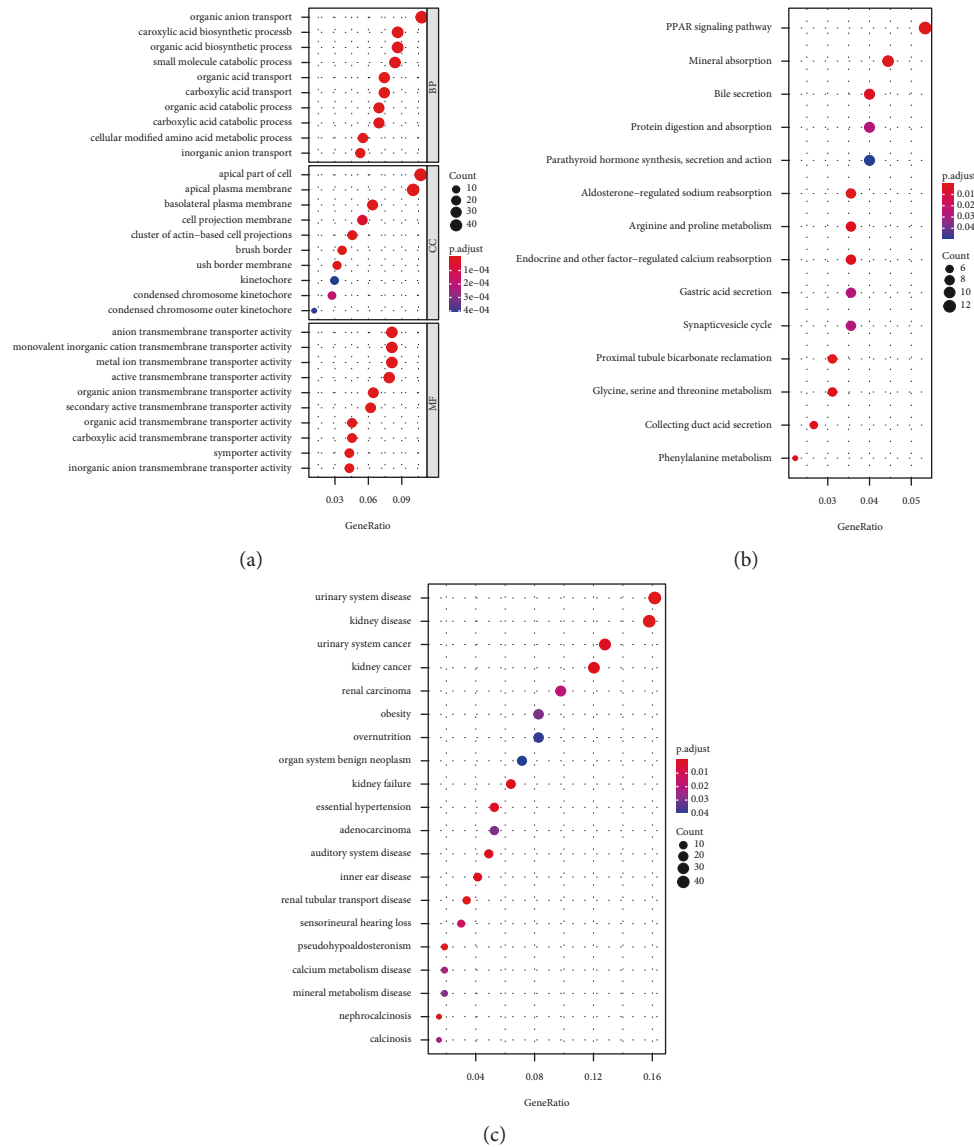 organic anion transport
caroxylic acid biosynthetic processb
organic acid biosynthetic process
small molecule catabolic process
organic acid transport
carboxylic acid transport
organic acid catabolic process
carboxylic acid catabolic process
cellular modified amino acid metabolic process
inorganic anion transport
BP
apical part of cell
apical plasma membrane
basolateral plasma membrane
cell projection membrane
cluster of actin−based cell projections
brush border
ush border membrane
kinetochore
condensed chromosome kinetochore
condensed chromosome outer kinetochore
CC
anion transmembrane transporter activity
monovalent inorganic cation transmembrane transporter activity
metal ion transmembrane transporter activity
active transmembrane transporter activity
organic anion transmembrane transporter activity
secondary active transmembrane transporter activity
organic acid transmembrane transporter activity
carboxylic acid transmembrane transporter activity
symporter activity
inorganic anion transmembrane transporter activity
MF
0.03 0.06 0.09
GeneRatio
Count
10
20
30
40
p.adjust
1e−04
2e−04
3e−04
4e−04
(a)
PPAR signaling pathway
Mineral absorption
Bile secretion
Protein digestion and absorption
Parathyroid hormone synthesis, secretion and action
Aldosterone−regulated sodium reabsorption
Arginine and proline metabolism
Endocrine and other factor−regulated calcium reabsorption
Gastric acid secretion
Synapticvesicle cycle
Proximal tubule bicarbonate reclamation
Glycine, serine and threonine metabolism
Collecting duct acid secretion
Phenylalanine metabolism
0.03 0.04 0.05
GeneRatio
p.adjust
0.01
0.02
0.03
0.04
Count
6
8
10
12
(b)
urinary system disease
kidney disease
urinary system cancer
kidney cancer
renal carcinoma
obesity
overnutrition
organ system benign neoplasm
kidney failure
essential hypertension
adenocarcinoma
auditory system disease
inner ear disease
renal tubular transport disease
sensorineural hearing loss
pseudohypoaldosteronism
calcium metabolism disease
mineral metabolism disease
nephrocalcinosis
calcinosis
0.04 0.08 0.12 0.16
GeneRatio
p.adjust
0.01
0.02
0.03
0.04
Count
10
20
30
40
(c)